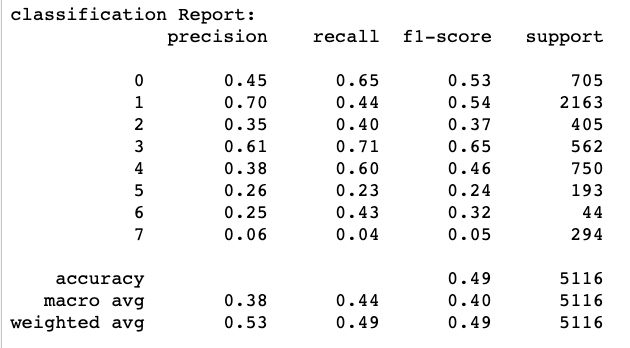 classification Report:
precision recall f1-score support
0 0.45 0.65 0.53 705
1 0.70 0.44 0.54 2163
2 0.35 0.40 0.37 405
3 0.61 0.71 0.65 562
4 0.38 0.60 0.46 750
5 0.26 0.23 0.24 193
6 0.25 0.43 0.32 44
7 0.06 0.04 0.05 294
accuracy 0.49 5116
macro avg 0.38 0.44 0.40 5116
weighted avg 0.53 0.49 0.49 5116